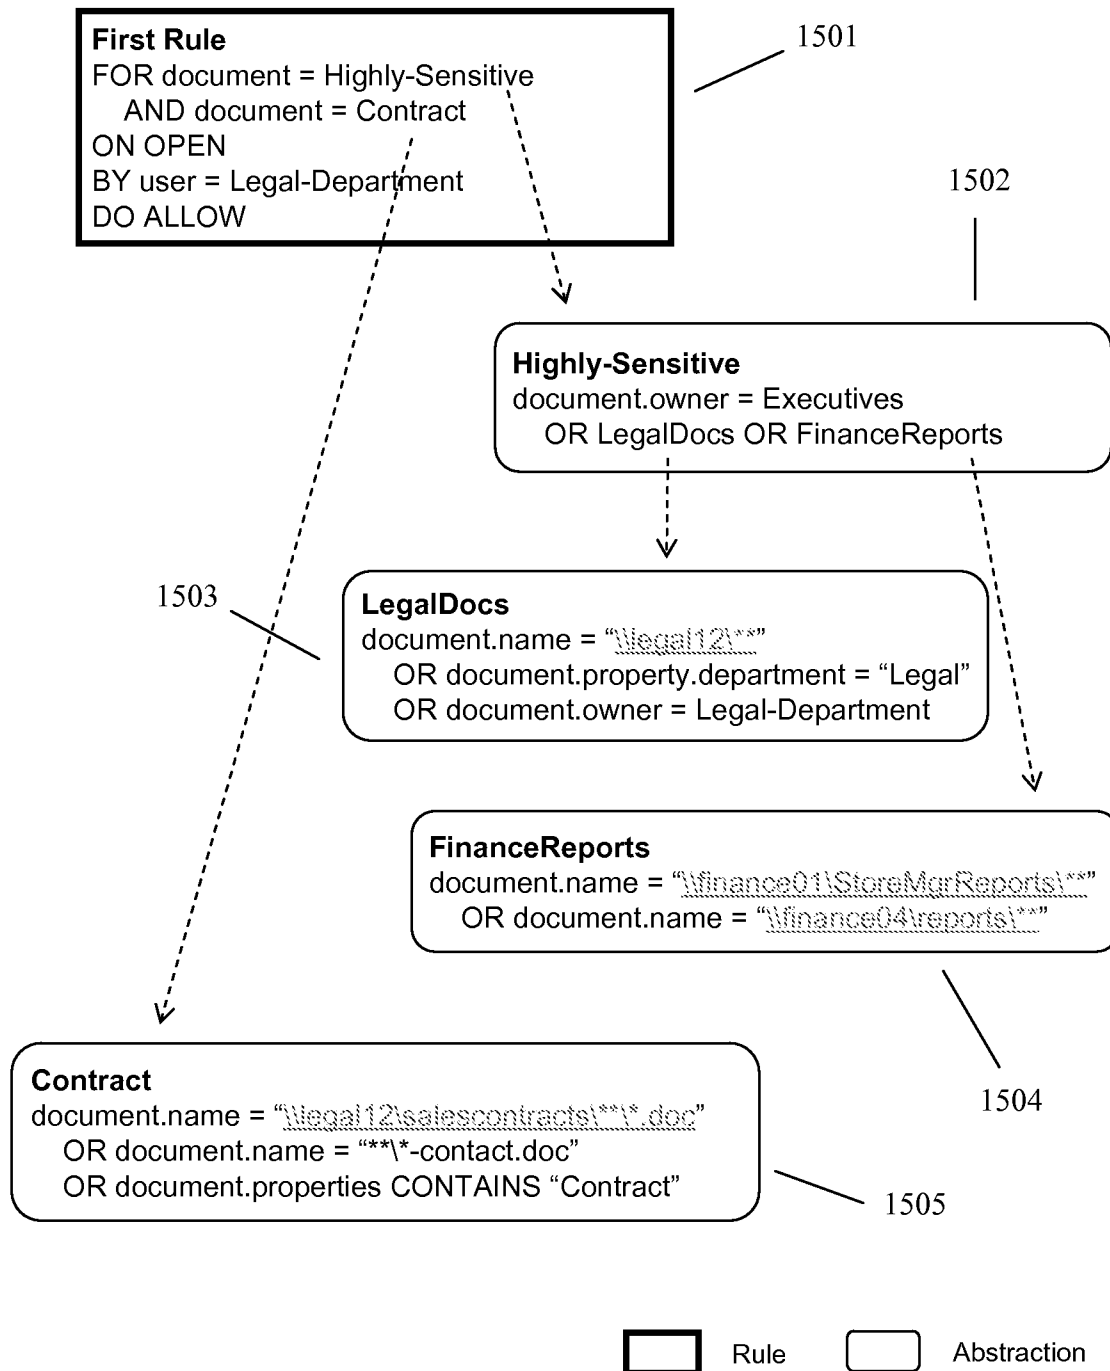 First Rule
FOR document = Highly-Sensitive
AND document = Contract
ON OPEN
BY user = Legal-Department
DO ALLOW
1501
1502
Highly-Sensitive
document.owner = Executives
OR LegalDocs OR FinanceReports
1503
LegalDocs
document.name = “\\legal12\**”
OR document.property.department = “Legal”
OR document.owner = Legal-Department
FinanceReports
document.name = “\\finance01\StoreMgrReports\**”
OR document.name = “\\finance04\reports\**”
1504
Contract
document.name = “\\legal12\salescontracts\**\*.doc”
OR document.name = “**\*-contact.doc”
OR document.properties CONTAINS “Contract”
1505
Rule
Abstraction